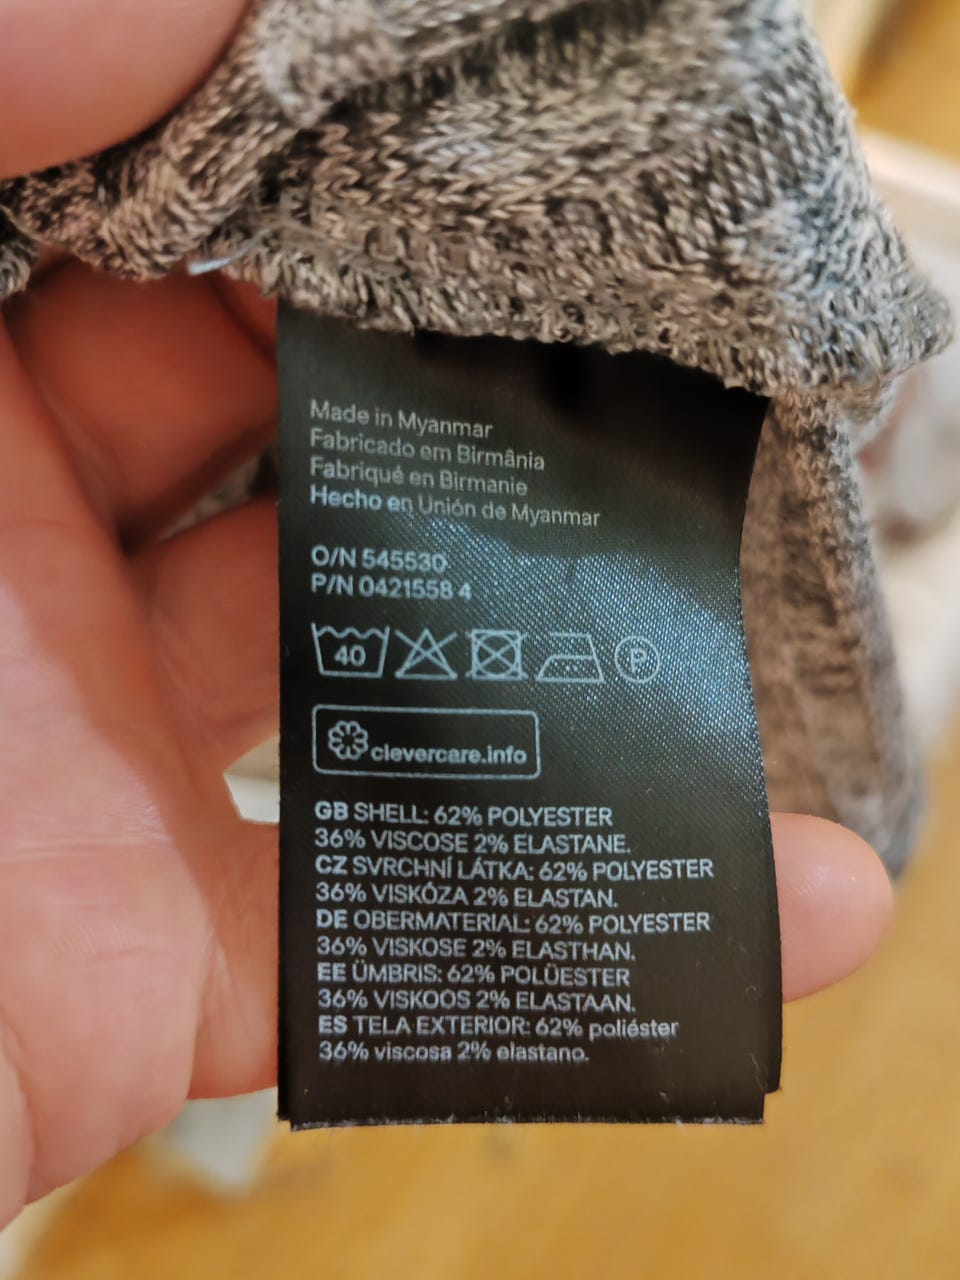 Made in Myanmar
Fabricado em Birmânia
Fabriqué en Birmanie
Hecho en Unión de Myanmar
O/N 545530
P/N 0421558 4
40 P
clevercare.info
GB SHELL: 62% POLYESTER
36% VISCOSE 2% ELASTANE.
CZ SVRCHNÍ LÁTKA: 62% POLYESTER
36% VISKÓZA 2% ELASTAN.
DE OBERMATERIAL: 62% POLYESTER
36% VISKOSE 2% ELASTHAN.
EE ÜMBRIS: 62% POLÜESTER
36% VISKOOS 2% ELASTAAN.
ES TELA EXTERIOR: 62% poliéster
36% viscosa 2% elastano.